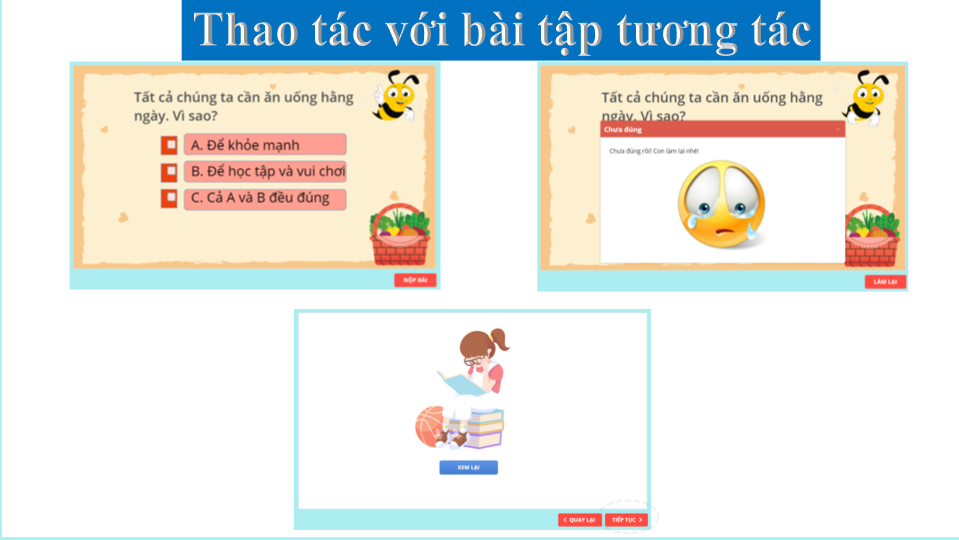 Thao tác với bài tập tương tác
Tất cả chúng ta cần ăn uống hằng
ngày. Vì sao?
A. Để khỏe mạnh
B. Để học tập và vui chơi
C. Cả A và B đều đúng
NỘP BÀI
Tất cả chúng ta cần ăn uống hằng
ngày. Vì sao?
Chưa đúng
Chưa đúng rồi! Con làm lại nhé!
LÀM LẠI
XEM LẠI
QUAY LẠI
TIẾP TỤC